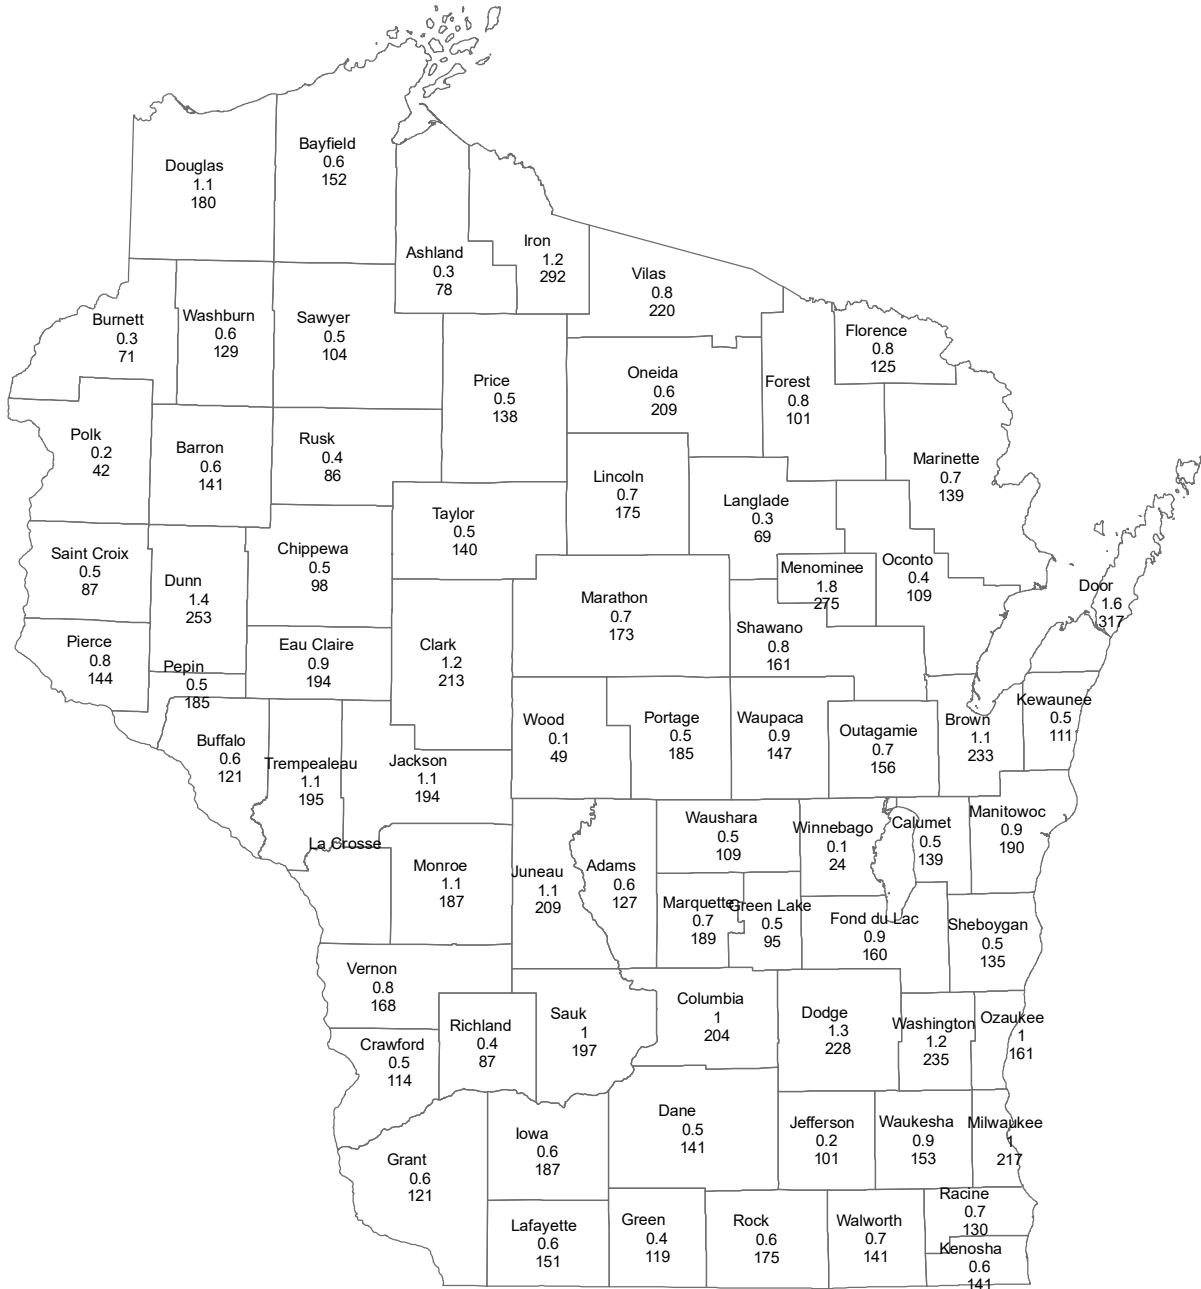 Bayfield
0.6
152
Douglas
1.1
180
Ashland
0.3
78
Iron
1.2
292
Vilas
0.8
220
Burnett
0.3
71
Washburn
0.6
129
Sawyer
0.5
104
Florence
0.8
125
Price
0.5
138
Oneida
0.6
209
Forest
0.8
101
Polk
0.2
42
Barron
0.6
141
Rusk
0.4
86
Marinette
0.7
139
Lincoln
0.7
175
Langlade
0.3
69
Taylor
0.5
140
Saint Croix
0.5
87
Chippewa
0.5
98
Dunn
1.4
253
Menominee
1.8
275
Oconto
0.4
109
Door
1.6
317
Marathon
0.7
173
Shawano
0.8
161
Pierce
0.8
144
Eau Claire
0.9
194
Clark
1.2
213
Pepin
0.5
185
Kewaunee
0.5
111
Wood
0.1
49
Portage
0.5
185
Waupaca
0.9
147
Outagamie
0.7
156
Brown
1.1
233
Buffalo
0.6
121
Trempealeau
1.1
195
Jackson
1.1
194
Waushara
0.5
109
Winnebago
0.1
24
Calumet
0.5
139
Manitowoc
0.9
190
La Crosse
Monroe
1.1
187
Juneau
1.1
209
Adams
0.6
127
Marquette
0.7
189
Green Lake
0.5
95
Fond du Lac
0.9
160
Sheboygan
0.5
135
Vernon
0.8
168
Columbia
1
204
Sauk
1
197
Dodge
1.3
228
Richland
0.4
87
Washington
1.2
235
Ozaukee
1
161
Crawford
0.5
114
Dane
0.5
141
Iowa
0.6
187
Jefferson
0.2
101
Waukesha
0.9
153
Milwaukee
1
217
Grant
0.6
121
Lafayette
0.6
151
Green
0.4
119
Rock
0.6
175
Walworth
0.7
141
Racine
0.7
130
Kenosha
0.6
141